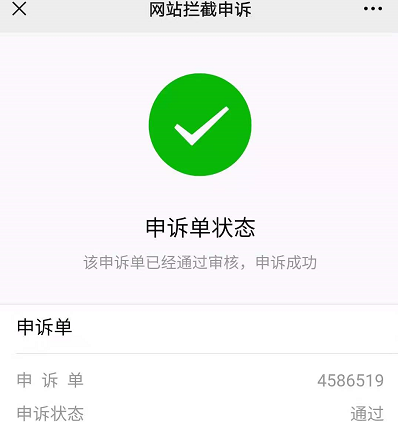 网站拦截申诉
申诉单状态
该申诉单已经通过审核，申诉成功
申诉单
申 诉 单 4586519
申诉状态 通过